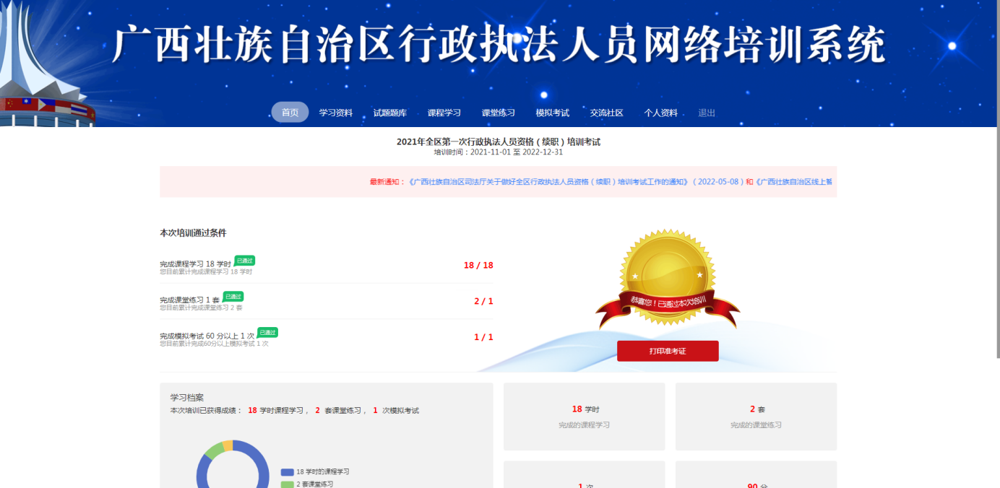 广西壮族自治区行政执法人员网络培训系统
首页 学习资料 试题题库 课程学习 课堂练习 模拟考试 交流社区 个人资料 退出
2021年全区第一次行政执法人员资格（续职）培训考试
培训时间：2021-11-01 至 2022-12-31
最新通知：《广西壮族自治区司法厅关于做好全区行政执法人员资格（续职）培训考试工作的通知》（2022-05-08）和《广西壮族自治区线上
本次培训通过条件
完成课程学习 18 学时 已通过
您目前累计完成课程学习 18 学时
18 / 18
完成课堂练习 1 套 已通过
您目前累计完成课堂练习 2 套
2 / 1
完成模拟考试 60 分以上 1 次 已通过
您目前累计完成60分以上模拟考试 1 次
1 / 1
恭喜您！已通过本次培训
打印准考证
学习档案
本次培训已获得成绩： 18 学时课程学习， 2 套课堂练习， 1 次模拟考试
18 学时的课程学习
2 套课堂练习
18 学时
完成的课程学习
2 套
完成的课堂练习
1 次
90 分